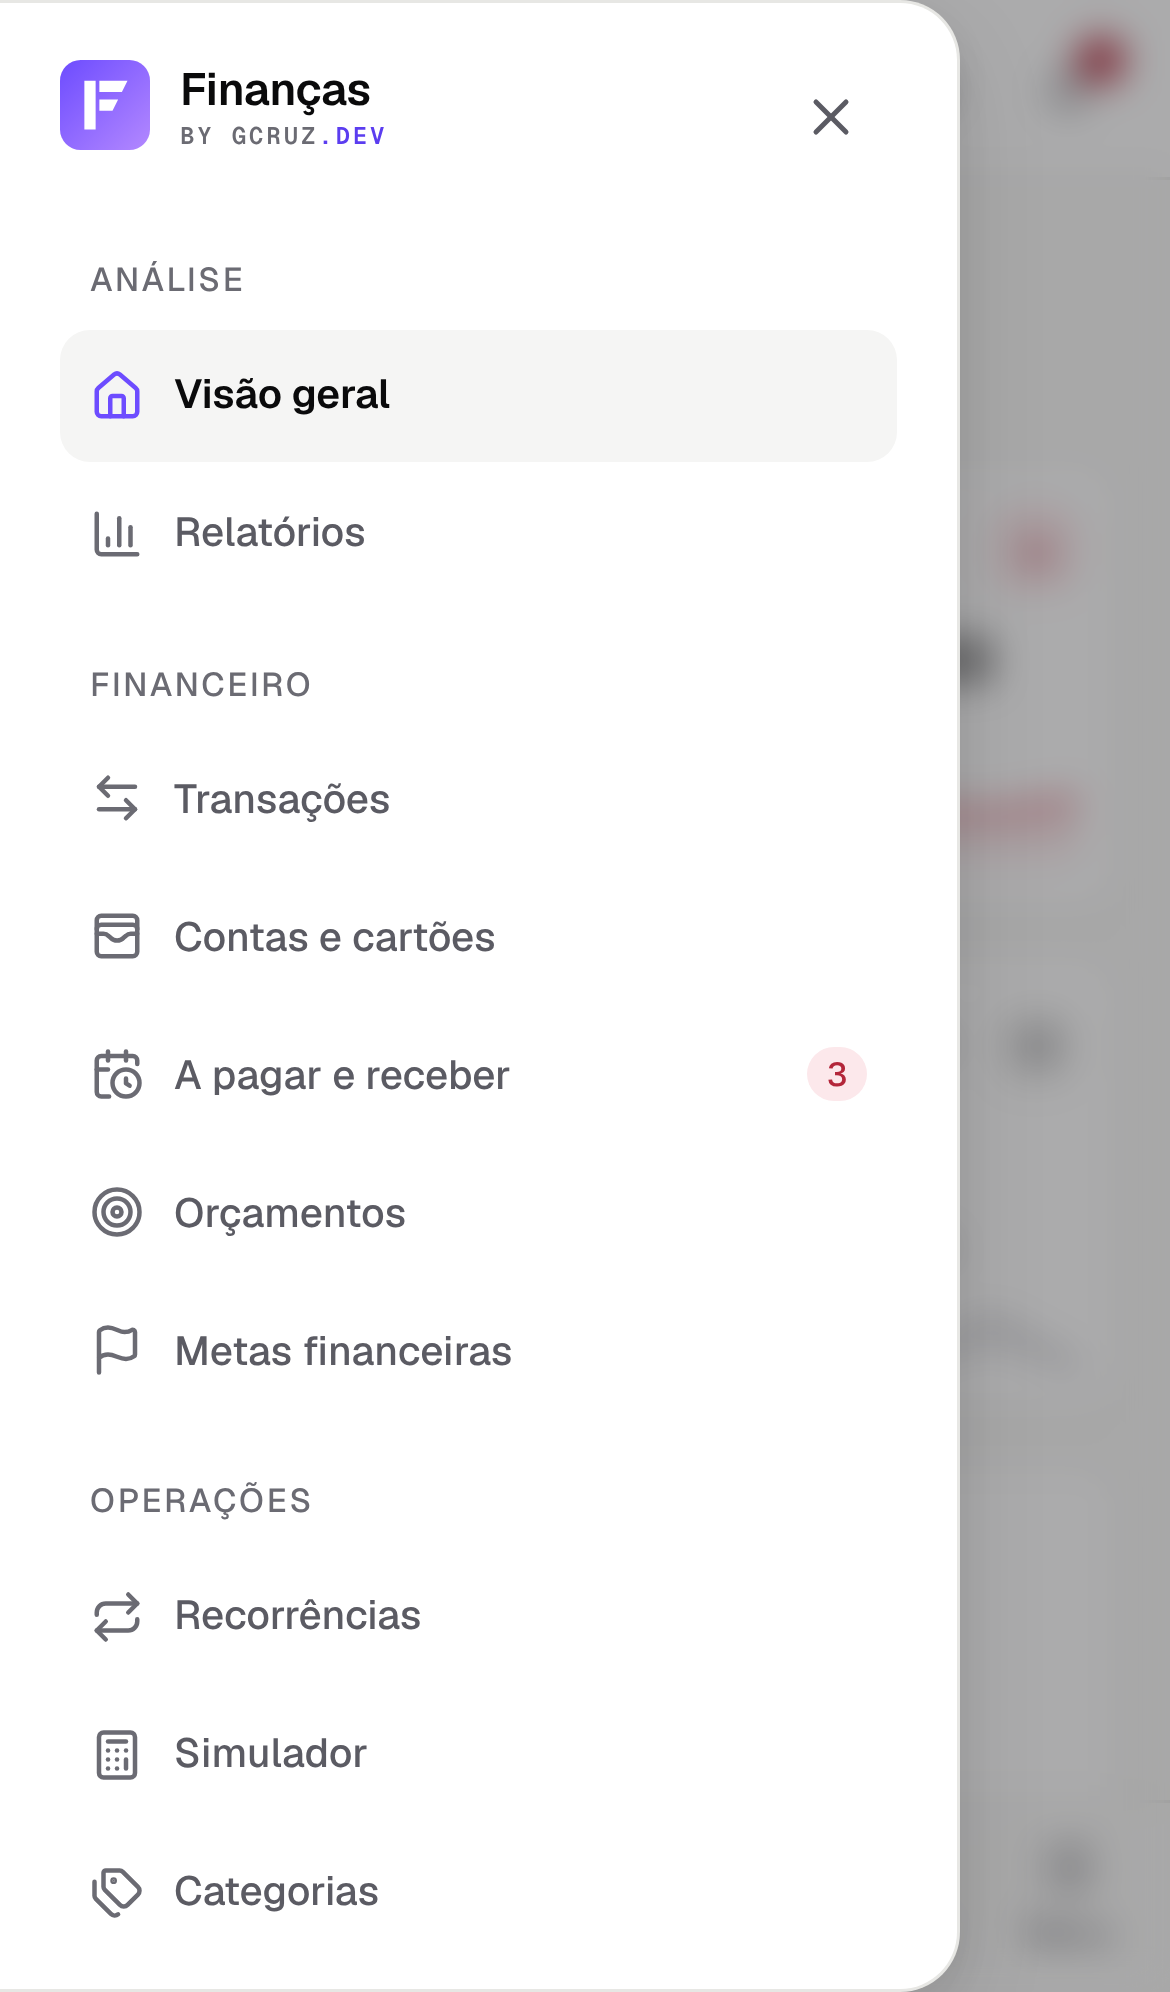 Finanças
BY GCRUZ.DEV
ANÁLISE
Visão geral
Relatórios
FINANCEIRO
Transações
Contas e cartões
A pagar e receber
3
Orçamentos
Metas financeiras
OPERAÇÕES
Recorrências
Simulador
Categorias